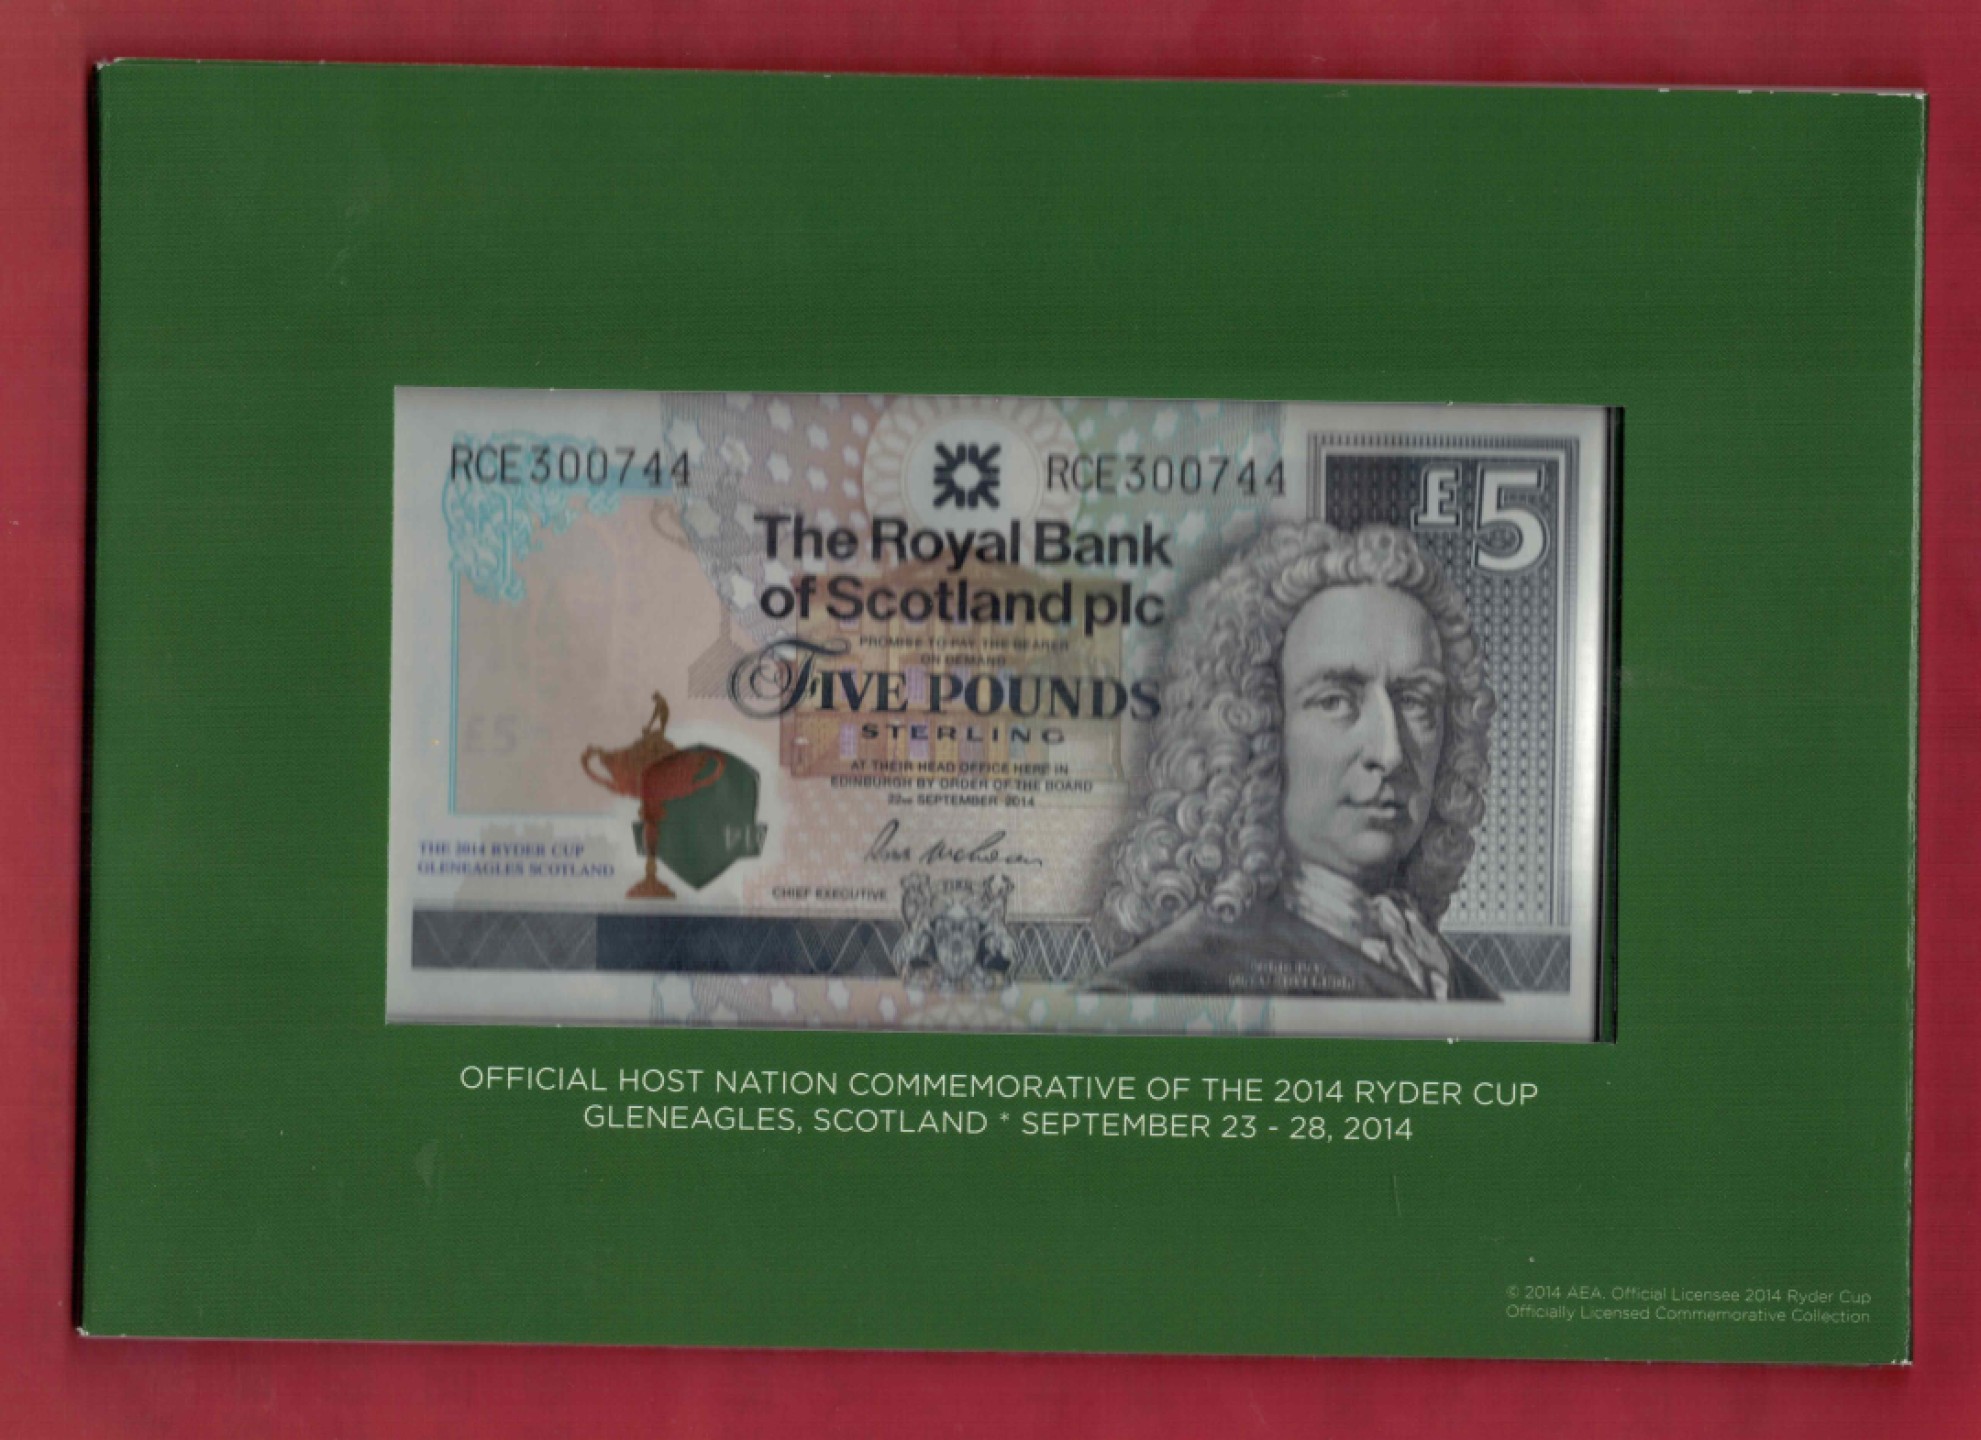 RCE300744
RCE300744
£5
The Royal Bank
of Scotland plc
PROMISE TO PAY THE BEARER
ON DEMAND
FIVE POUNDS
STERLING
£5
AT THEIR HEAD OFFICE HERE IN
EDINBURGH BY ORDER OF THE BOARD
22ND SEPTEMBER 2014
THE 2014 RYDER CUP
GLENEAGLES SCOTLAND
CHIEF EXECUTIVE
OFFICIAL HOST NATION COMMEMORATIVE OF THE 2014 RYDER CUP
GLENEAGLES, SCOTLAND * SEPTEMBER 23 - 28, 2014
© 2014 AEA. Official Licensee 2014 Ryder Cup
Officially Licensed Commemorative Collection